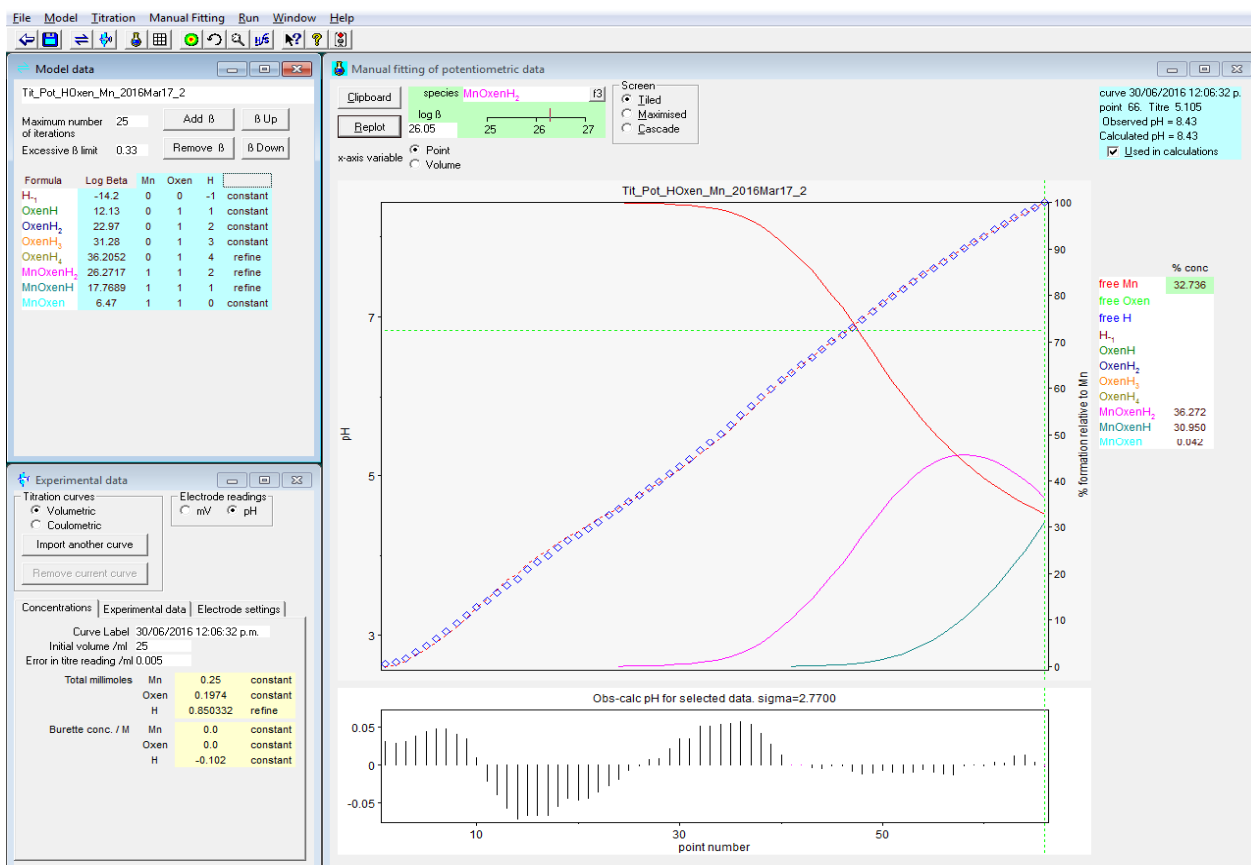 File Model Titration Manual Fitting Run Window Help
Model data
Tit_Pot_HOxen_Mn_2016Mar17_2
Maximum number of iterations 25
Add ß ß Up
Excessive ß limit 0.33
Remove ß ß Down
Formula Log Beta Mn Oxen H
H-1 -14.2 0 0 -1 constant
OxenH 12.13 0 1 1 constant
OxenH2 22.97 0 1 2 constant
OxenH3 31.28 0 1 3 constant
OxenH4 36.2052 0 1 4 refine
MnOxenH2 26.2717 1 1 2 refine
MnOxenH 17.7689 1 1 1 refine
MnOxen 6.47 1 1 0 constant
Experimental data
Titration curves
Volumetric
Coulometric
Electrode readings
mV pH
Import another curve
Remove current curve
Concentrations Experimental data Electrode settings
Curve Label 30/06/2016 12:06:32 p.m.
Initial volume /ml 25
Error in titre reading /ml 0.005
Total millimoles Mn 0.25 constant
Oxen 0.1974 constant
H 0.850332 refine
Burette conc. / M Mn 0.0 constant
Oxen 0.0 constant
H -0.102 constant
Manual fitting of potentiometric data
Clipboard
Replot
species MnOxenH2 f3
log ß
26.05
25 26 27
Screen
Tiled
Maximised
Cascade
x-axis variable Point
Volume
curve 30/06/2016 12:06:32 p.m.
point 66. Titre 5.105
Observed pH = 8.43
Calculated pH = 8.43
Used in calculations
Tit_Pot_HOxen_Mn_2016Mar17_2
pH
7
5
3
100
90
80
70
60
50
40
30
20
10
0
% formation relative to Mn
% conc
free Mn 32.736
free Oxen
free H
H-1
OxenH
OxenH2
OxenH3
OxenH4
MnOxenH2 36.272
MnOxenH 30.950
MnOxen 0.042
Obs-calc pH for selected data. sigma=2.7700
0.05
0
-0.05
10 30 50
point number